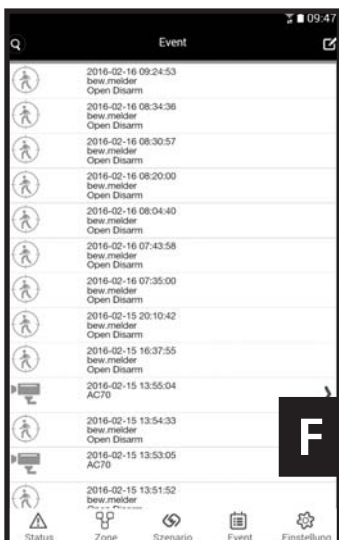 09:47
Event
2016-02-16 09:24:53
bew.melder
Open Disarm
2016-02-16 08:34:36
bew.melder
Open Disarm
2016-02-16 08:30:57
bew.melder
Open Disarm
2016-02-16 08:20:00
bew.melder
Open Disarm
2016-02-16 08:04:40
bew.melder
Open Disarm
2016-02-16 07:43:58
bew.melder
Open Disarm
2016-02-16 07:35:00
bew.melder
Open Disarm
2016-02-15 20:10:42
bew.melder
Open Disarm
2016-02-15 16:37:55
bew.melder
Open Disarm
2016-02-15 13:55:04
AC70
2016-02-15 13:54:33
bew.melder
Open Disarm
2016-02-15 13:53:05
AC70
F
2016-02-15 13:51:52
bew.melder
Open Disarm
Status Zone Szenario Event Einstellung